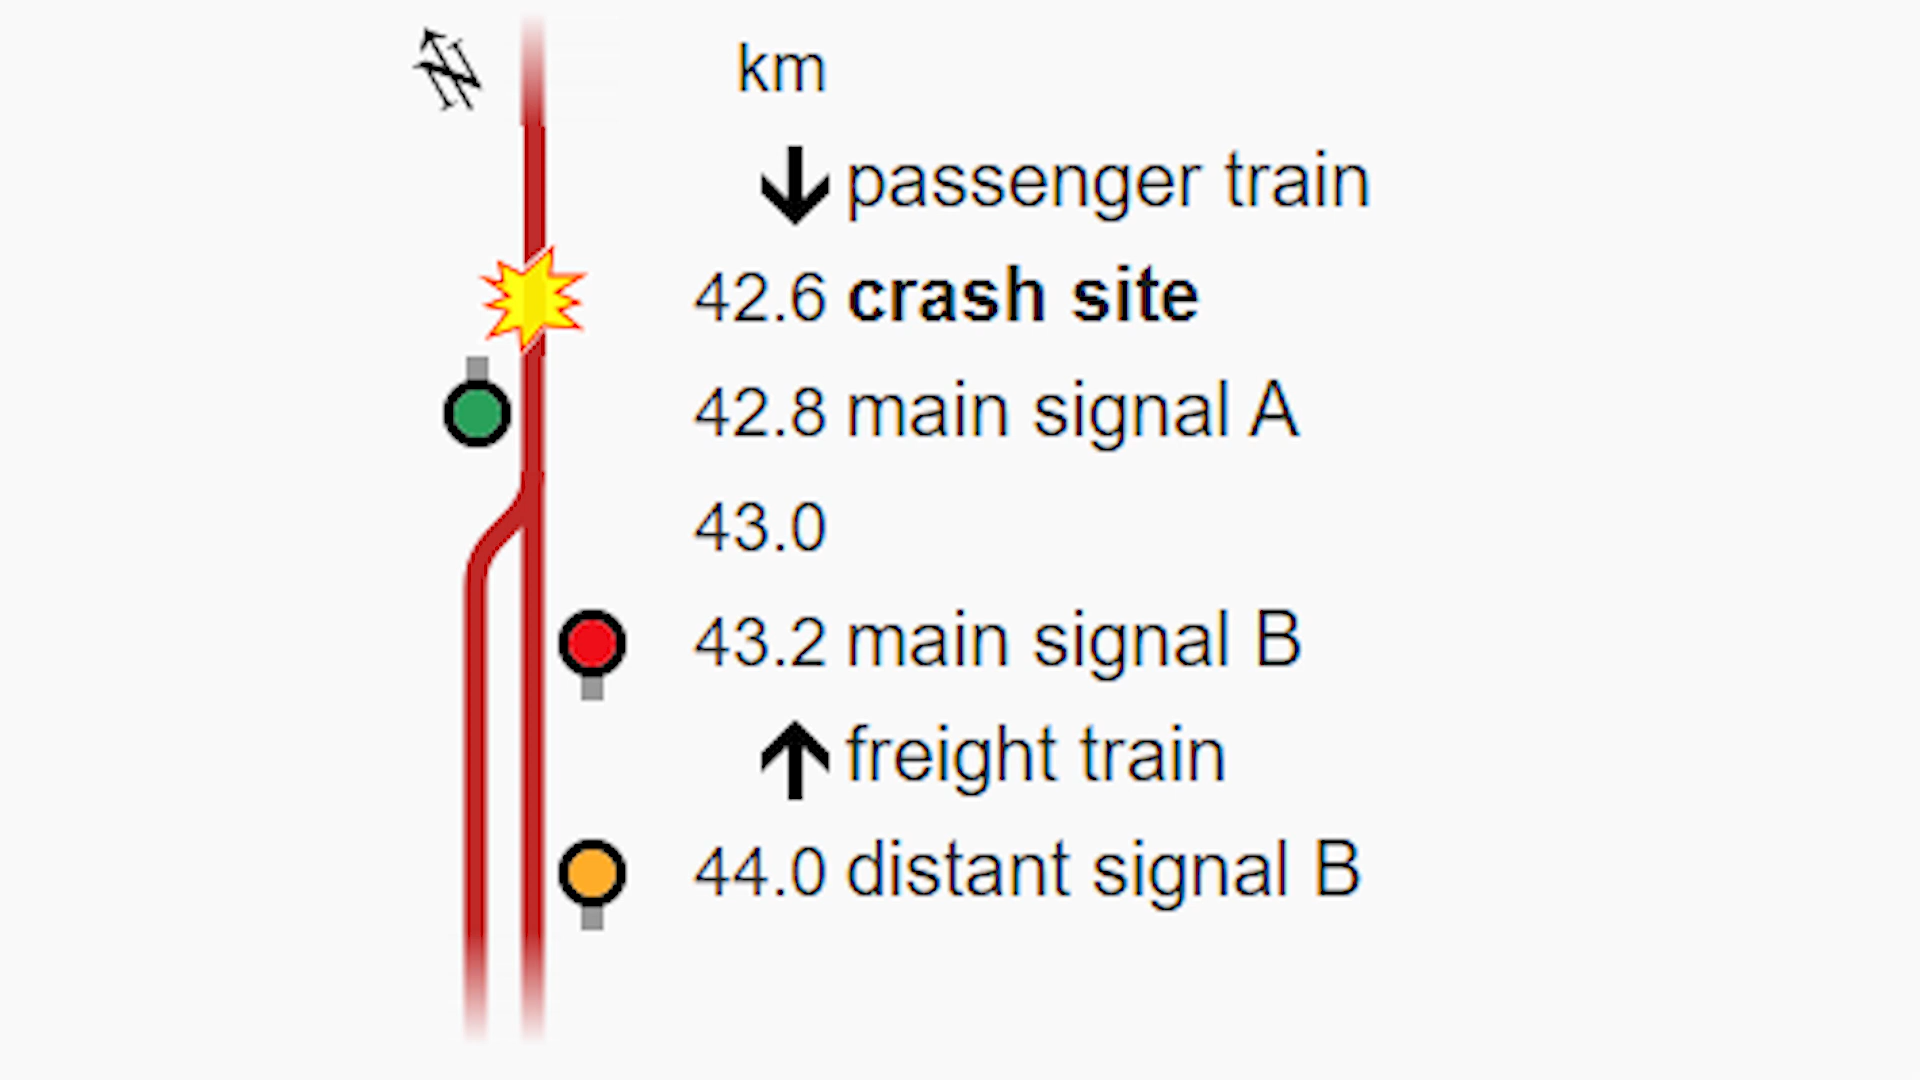 N
km
↓ passenger train
42.6 crash site
42.8 main signal A
43.0
43.2 main signal B
↑ freight train
44.0 distant signal B